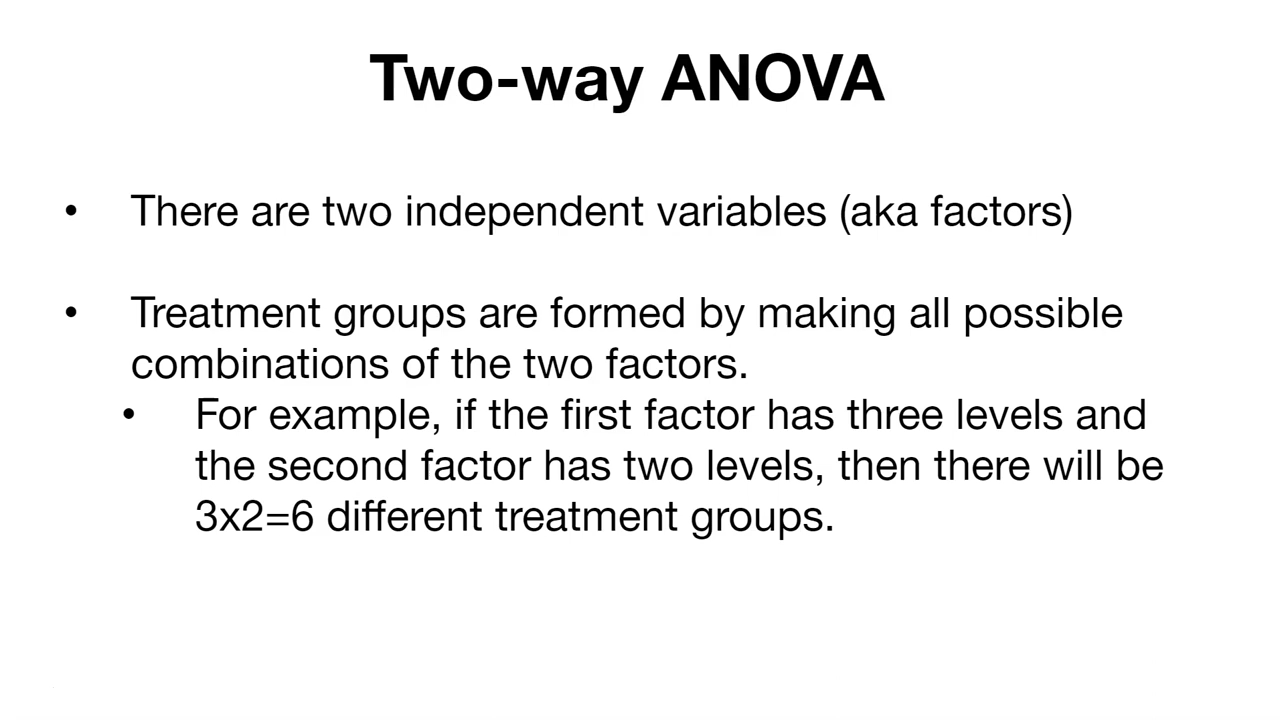 Two-way ANOVA
• There are two independent variables (aka factors)
• Treatment groups are formed by making all possible
combinations of the two factors.
• For example, if the first factor has three levels and
the second factor has two levels, then there will be
3x2=6 different treatment groups.